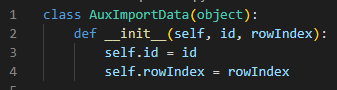 1 class AuxImportData(object):
2     def __init__(self, id, rowIndex):
3         self.id = id
4         self.rowIndex = rowIndex